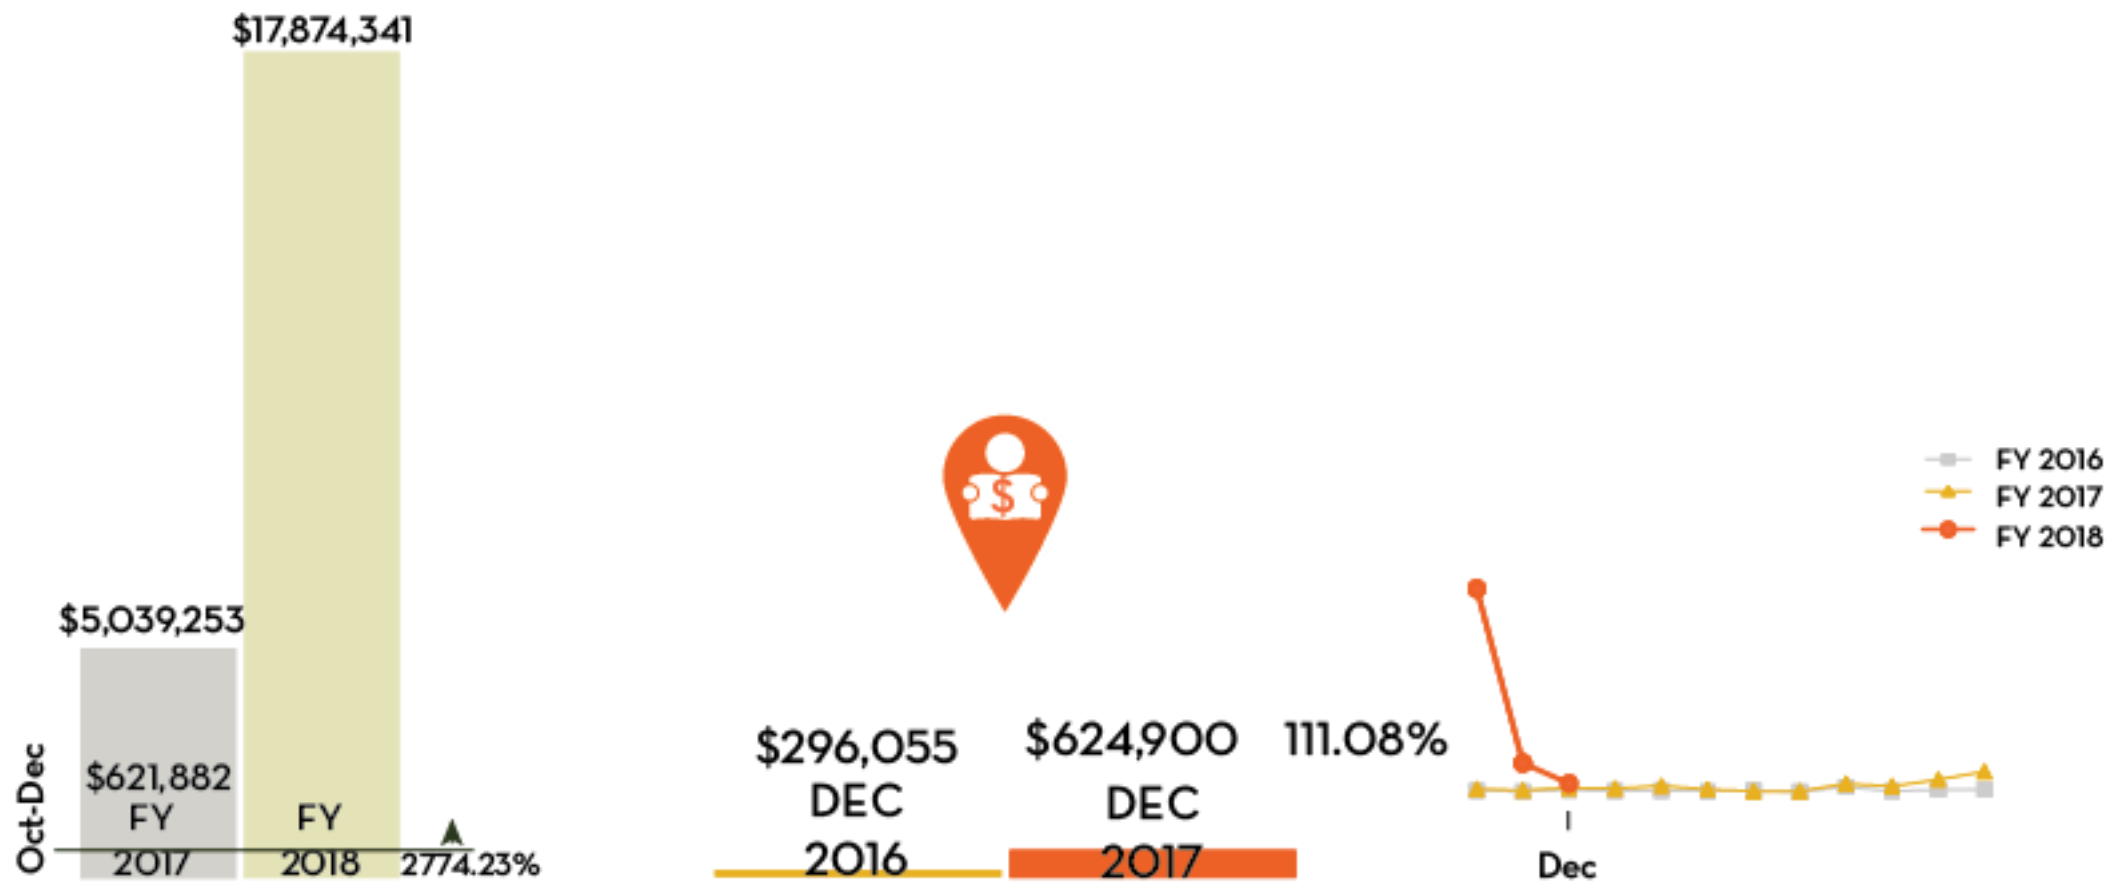 $17,874,341
$5,039,253
$621,882
FY
2017
FY
2018
Oct-Dec
2774.23%
$
$296,055
DEC
2016
$624,900
DEC
2017
111.08%
FY 2016
FY 2017
FY 2018
Dec